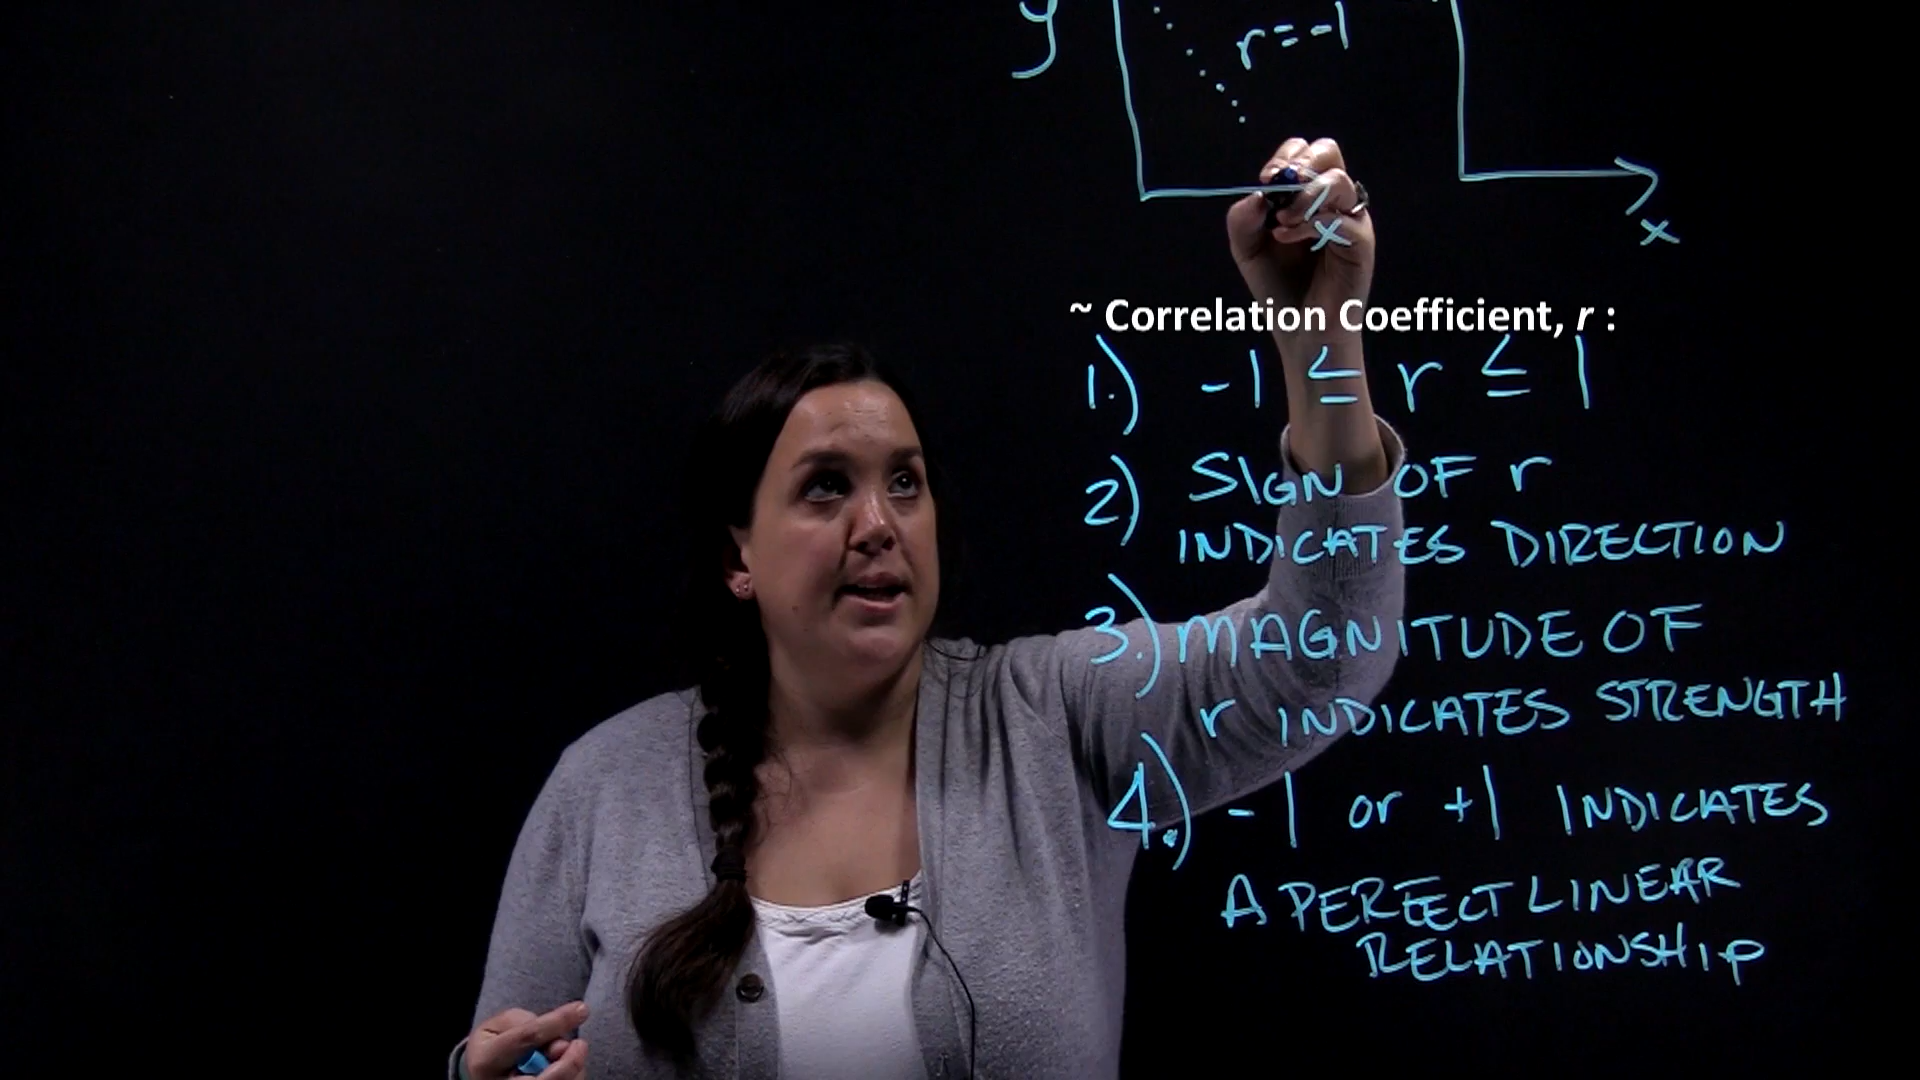 y
r = -1
x
x
~ Correlation Coefficient, r :
1.) -1 ≤ r ≤ 1
2) SIGN OF r
INDICATES DIRECTION
3.) MAGNITUDE OF
r INDICATES STRENGTH
4.) -1 or +1 INDICATES
A PERFECT LINEAR
RELATIONSHIP